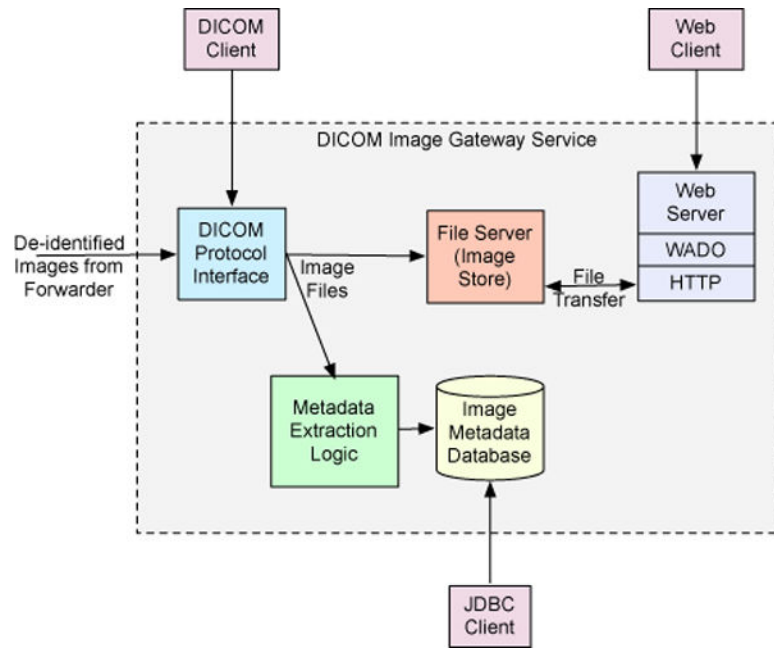 DICOM
Client
Web
Client
DICOM Image Gateway Service
De-identified
Images from
Forwarder
DICOM
Protocol
Interface
Image
Files
File Server
(Image
Store)
File
Transfer
Web
Server
WADO
HTTP
Metadata
Extraction
Logic
Image
Metadata
Database
JDBC
Client